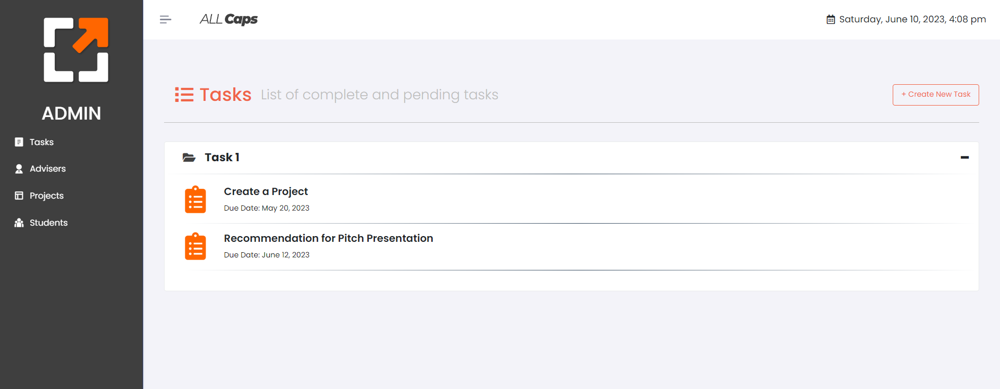 ALL Caps
Saturday, June 10, 2023, 4:08 pm
ADMIN
Tasks
Advisers
Projects
Students
Tasks List of complete and pending tasks
+ Create New Task
Task 1
Create a Project
Due Date: May 20, 2023
Recommendation for Pitch Presentation
Due Date: June 12, 2023